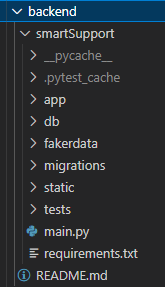 backend
smartSupport
__pycache__
.pytest_cache
app
db
fakerdata
migrations
static
tests
main.py
requirements.txt
README.md